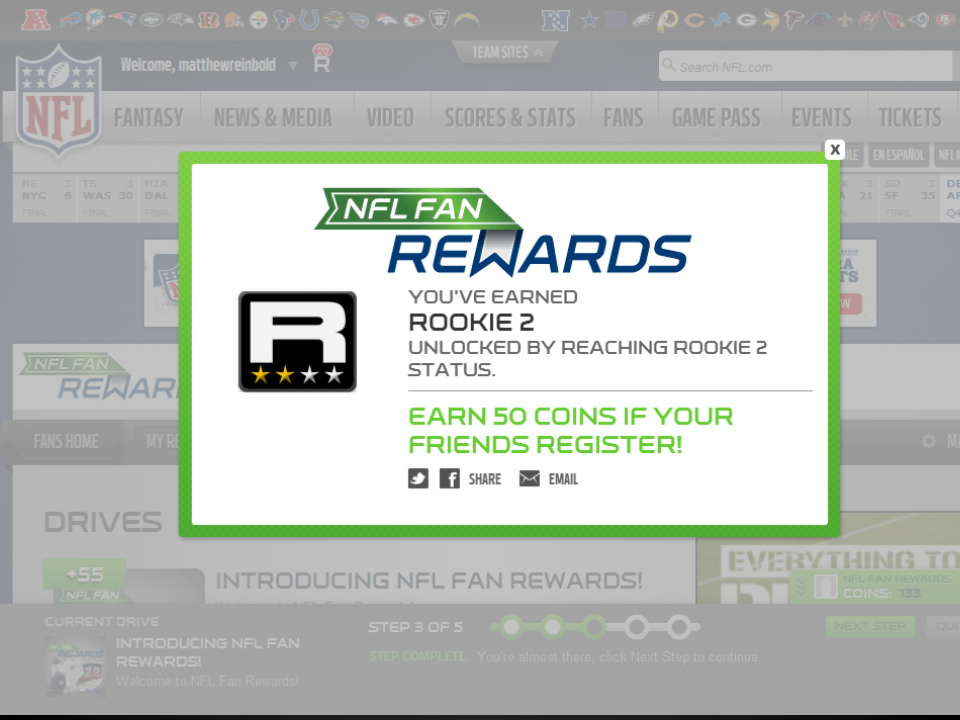 TEAM SITES
Welcome, matthewreinbold
R
Search NFL.com
NFL
FANTASY NEWS & MEDIA VIDEO SCORES & STATS FANS GAME PASS EVENTS TICKETS
EN ESPAÑOL
X
NE 3 TB 3 MIA
NYG 6 WAS 30 DAL
FINAL FINAL FINAL
3 SD 3
21 SF 35
FINAL FINAL Q4
NFL FAN
REWARDS
YOU'VE EARNED
ROOKIE 2
UNLOCKED BY REACHING ROOKIE 2
STATUS.
R
EARN 50 COINS IF YOUR
FRIENDS REGISTER!
SHARE EMAIL
NFL FAN
FANS HOME
DRIVES
+55
NFL FAN
INTRODUCING NFL FAN REWARDS!
EVERYTHING TO
NFL FAN REWARDS
COINS: 133
CURRENT DRIVE
INTRODUCING NFL FAN
REWARDS!
Welcome to NFL Fan Rewards!
STEP 3 OF 5
STEP COMPLETE. You're almost there, click Next Step to continue
NEXT STEP